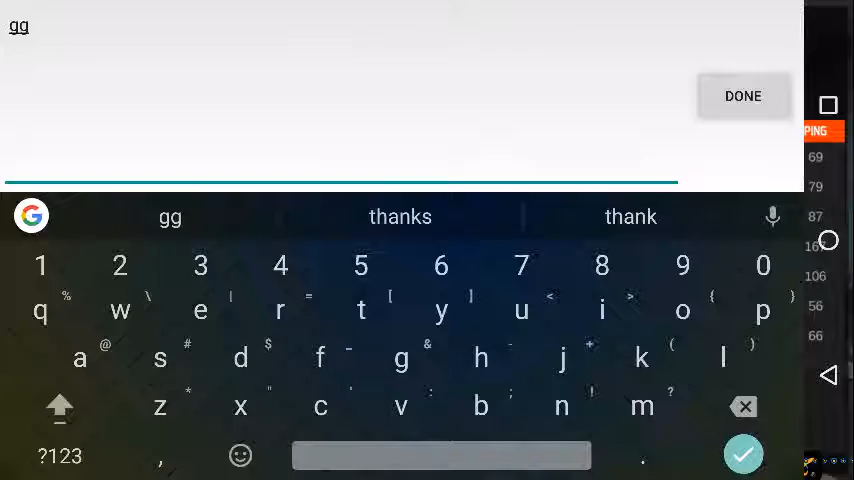 gg
DONE
PING
69
79
87
167
106
56
66
G gg thanks thank
1 2 3 4 5 6 7 8 9 0
q % w \ e | r = t [ y ] u < i > o { p }
a @ s # d $ f _ g & h - j + k ( l )
z * x " c ' v : b ; n ! m ?
?123 , .